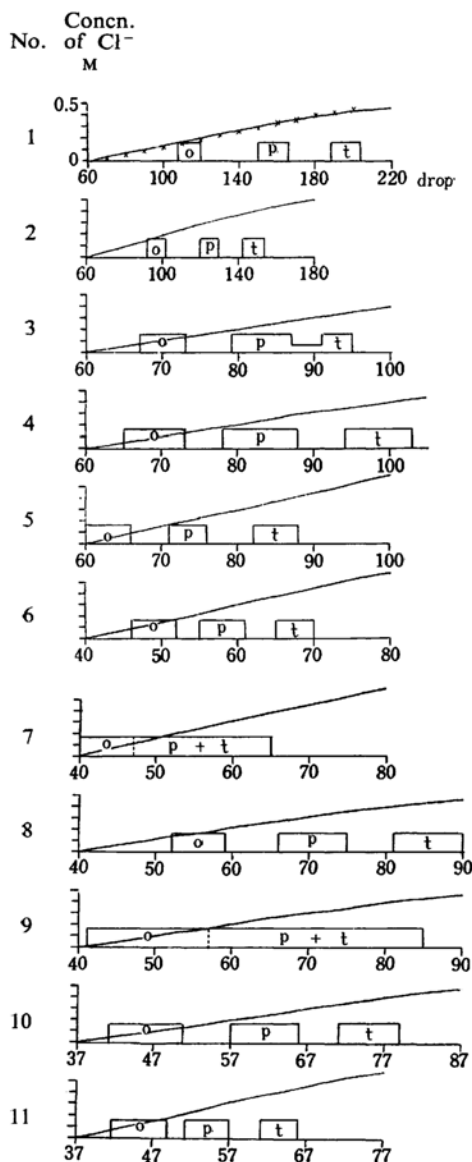 Concn.
No. of Cl⁻
M
0.5
1
0
o p t
60 100 140 180 220 drop
2
o p t
60 100 140 180
3
o p t
60 70 80 90 100
4
o p t
60 70 80 90 100
5
o p t
60 70 80 90 100
6
o p t
40 50 60 70 80
7
o p + t
40 50 60 70 80
8
o p t
40 50 60 70 80 90
9
o p + t
40 50 60 70 80 90
10
o p t
37 47 57 67 77 87
11
o p t
37 47 57 67 77